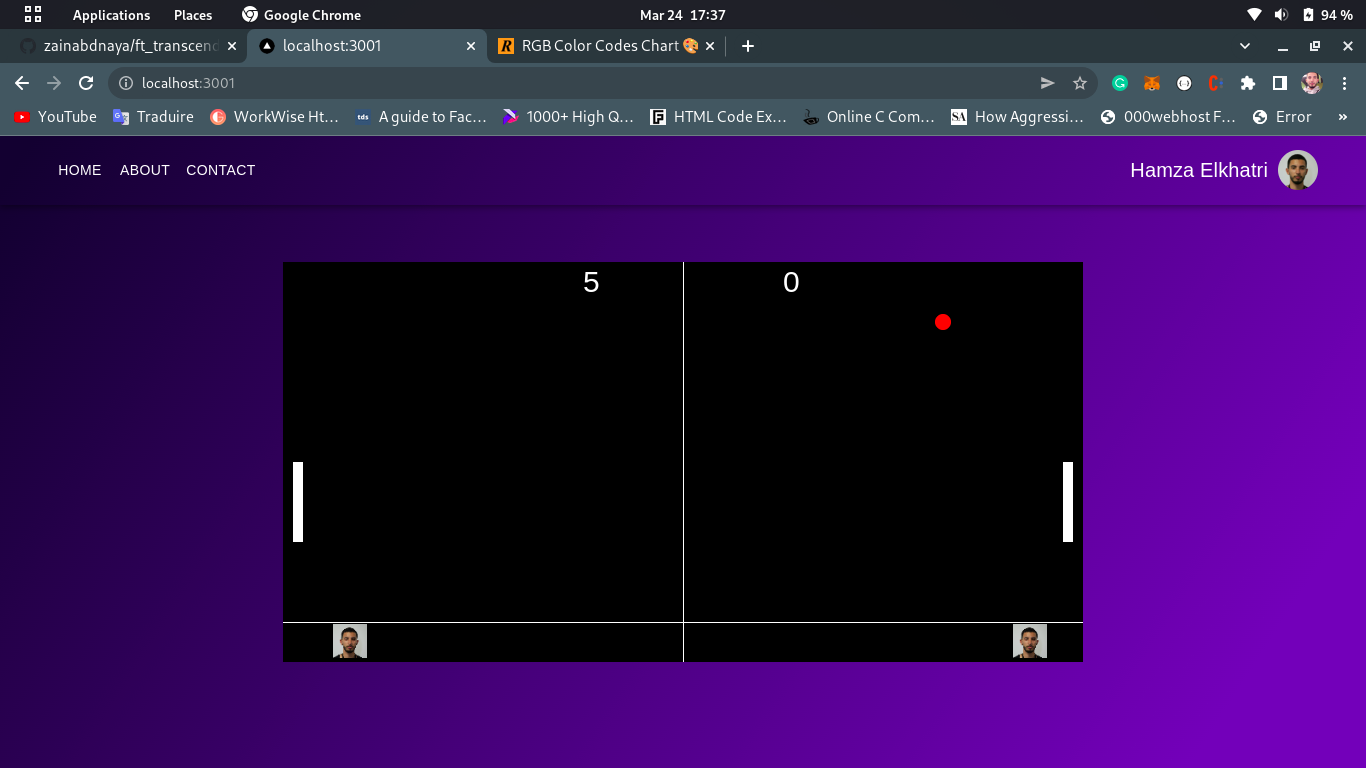 Applications Places Google Chrome Mar 24 17:37 94 %
zainabdnaya/ft_transcend localhost:3001 RGB Color Codes Chart 🎨
localhost:3001
YouTube Traduire WorkWise Ht… A guide to Fac… 1000+ High Q… HTML Code Ex… Online C Com… How Aggressi… 000webhost F… Error »
HOME ABOUT CONTACT Hamza Elkhatri
5 0